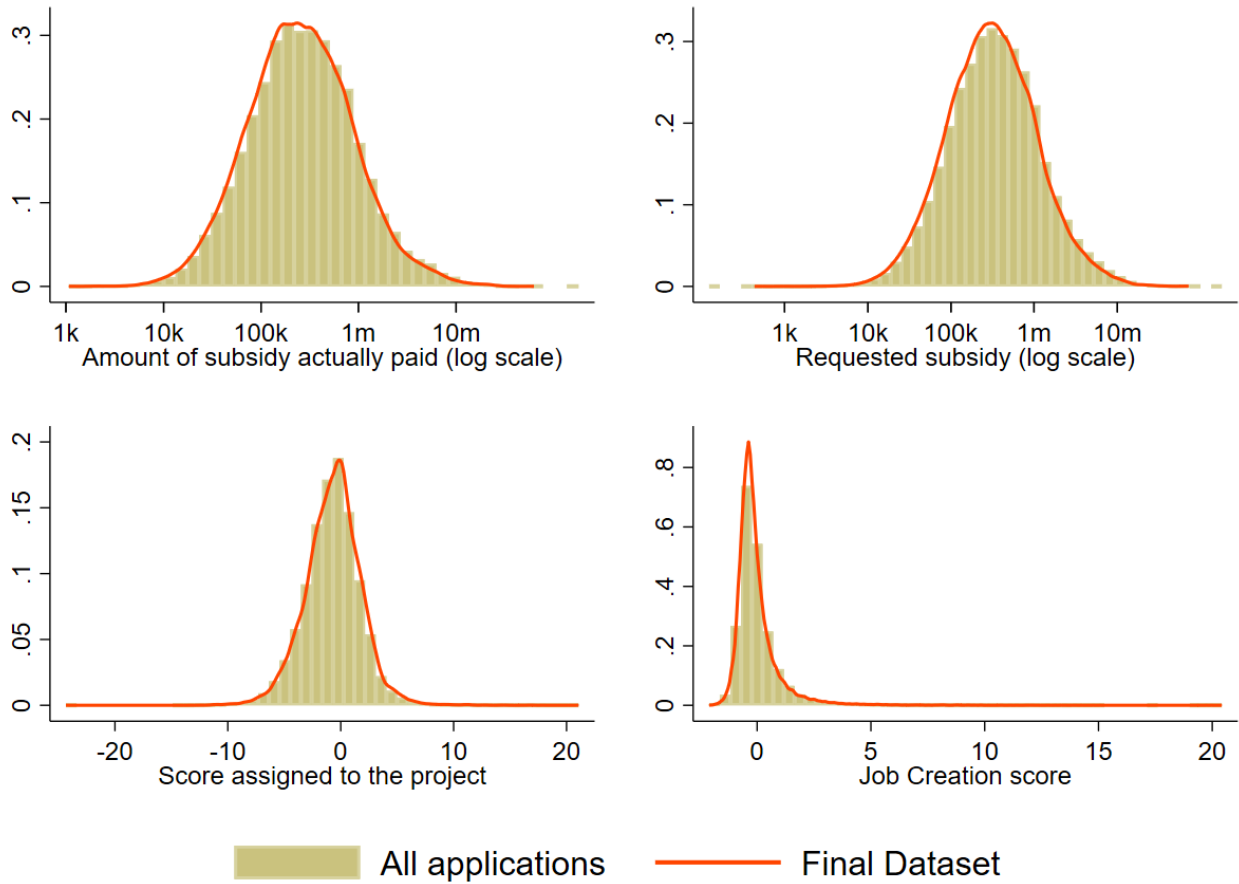 .3
.2
.1
0
1k 10k 100k 1m 10m
Amount of subsidy actually paid (log scale)
.3
.2
.1
0
1k 10k 100k 1m 10m
Requested subsidy (log scale)
.2
.15
.1
.05
0
-20 -10 0 10 20
Score assigned to the project
.8
.6
.4
.2
0
0 5 10 15 20
Job Creation score
All applications Final Dataset